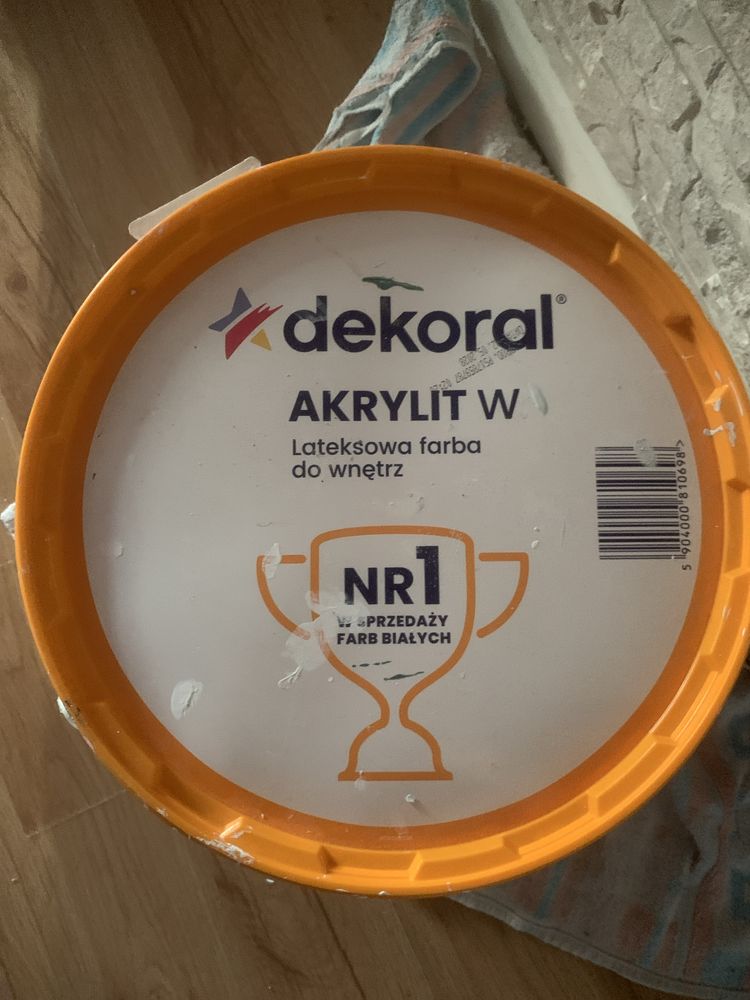 dekoral®
AKRYLIT W
Lateksowa farba
do wnętrz
NR1
W SPRZEDAŻY
FARB BIAŁYCH
5 904000 810698 >